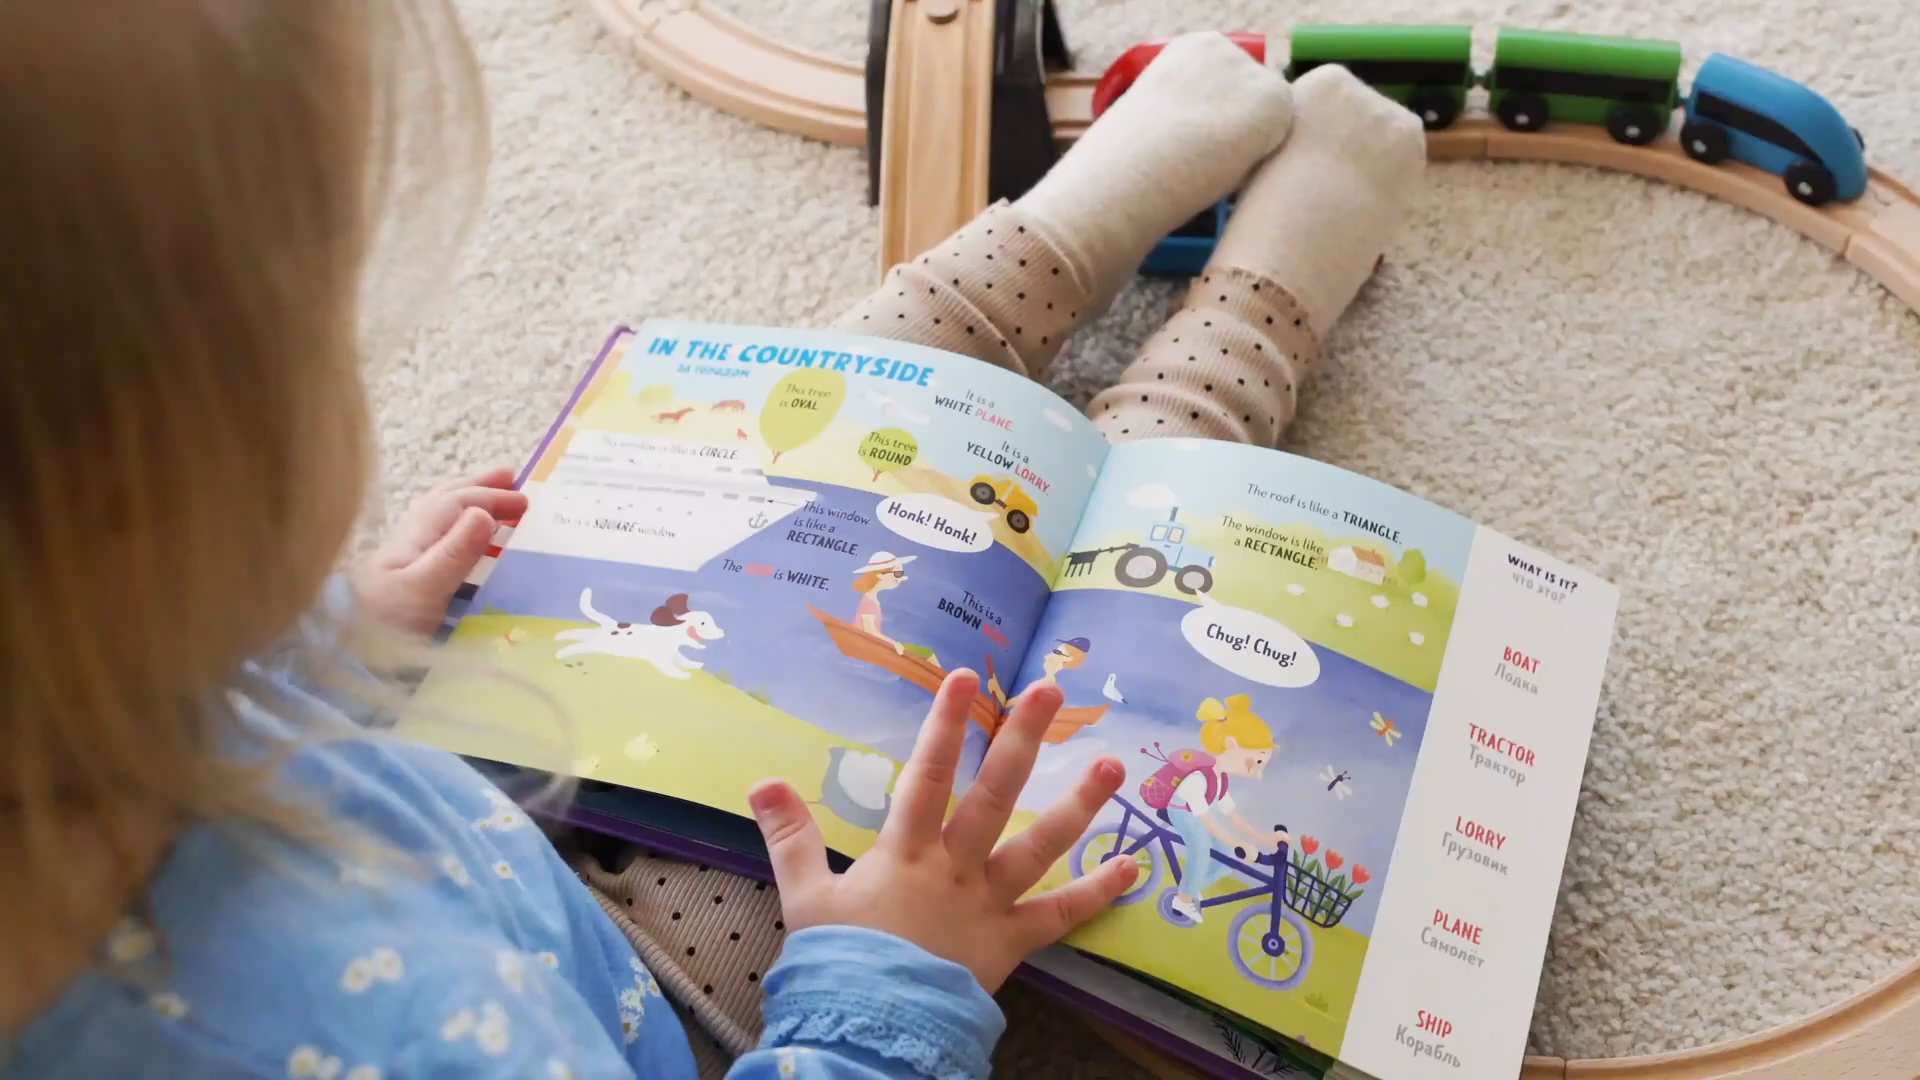 IN THE COUNTRYSIDE
ЗА ГОРОДОМ
This tree
is OVAL
It is a
WHITE PLANE.
This tree
is ROUND
It is a
YELLOW LORRY.
This window is like a CIRCLE.
This is a SQUARE window.
This window
is like a
RECTANGLE.
Honk! Honk!
The SHIP is WHITE.
This is a
BROWN BOAT.
The roof is like a TRIANGLE.
The window is like
a RECTANGLE.
Chug! Chug!
WHAT IS IT?
ЧТО ЭТО?
BOAT
Лодка
TRACTOR
Трактор
LORRY
Грузовик
PLANE
Самолёт
SHIP
Корабль